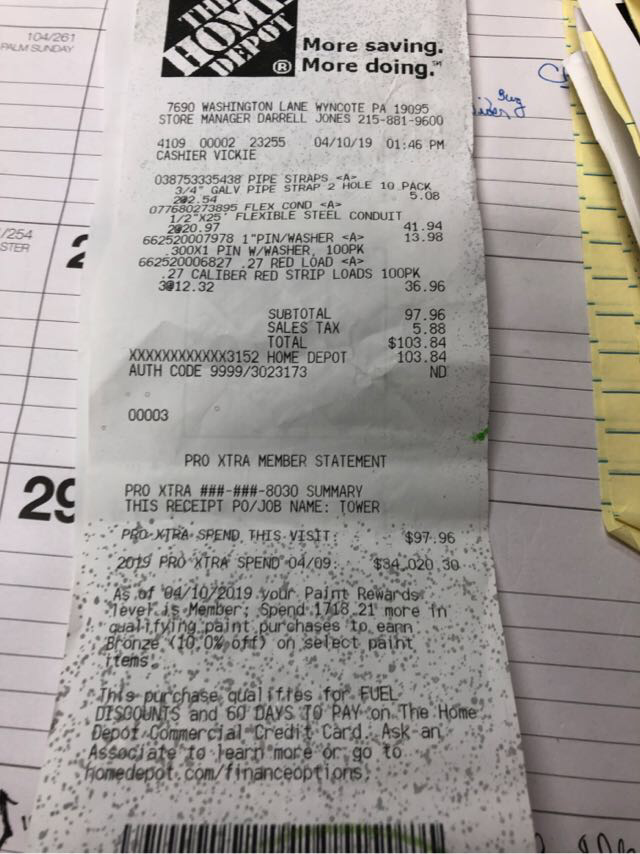 104/261
PALM SUNDAY
THE
HOME
DEPOT
®
More saving.
More doing.™
7690 WASHINGTON LANE WYNCOTE PA 19095
STORE MANAGER DARRELL JONES 215-881-9600
4109 00002 23255 04/10/19 01:46 PM
CASHIER VICKIE
038753335438 PIPE STRAPS <A>
3/4" GALV PIPE STRAP 2 HOLE 10 PACK
2@2.54 5.08
077680273895 FLEX COND <A>
1/2"X25' FLEXIBLE STEEL CONDUIT
2@20.97 41.94
662520007978 1"PIN/WASHER <A> 13.98
.300X1 PIN W/WASHER, 100PK
662520006827 .27 RED LOAD <A>
.27 CALIBER RED STRIP LOADS 100PK
3@12.32 36.96
SUBTOTAL 97.96
SALES TAX 5.88
TOTAL $103.84
XXXXXXXXXXXX3152 HOME DEPOT 103.84
AUTH CODE 9999/3023173 ND
00003
PRO XTRA MEMBER STATEMENT
PRO XTRA ###-###-8030 SUMMARY
THIS RECEIPT PO/JOB NAME: TOWER
PRO XTRA SPEND THIS VISIT: $97.96
2019 PRO XTRA SPEND 04/09: $34,020.30
As of 04/10/2019 your Paint Rewards
level is Member; Spend 1718.21 more in
qualifying paint purchases to earn
Bronze (10.0% off) on select paint
items.
This purchase qualifies for FUEL
DISCOUNTS and 60 DAYS TO PAY on The Home
Depot Commercial Credit Card. Ask an
Associate to learn more or go to
homedepot.com/financeoptions.
/254
STER
2
29